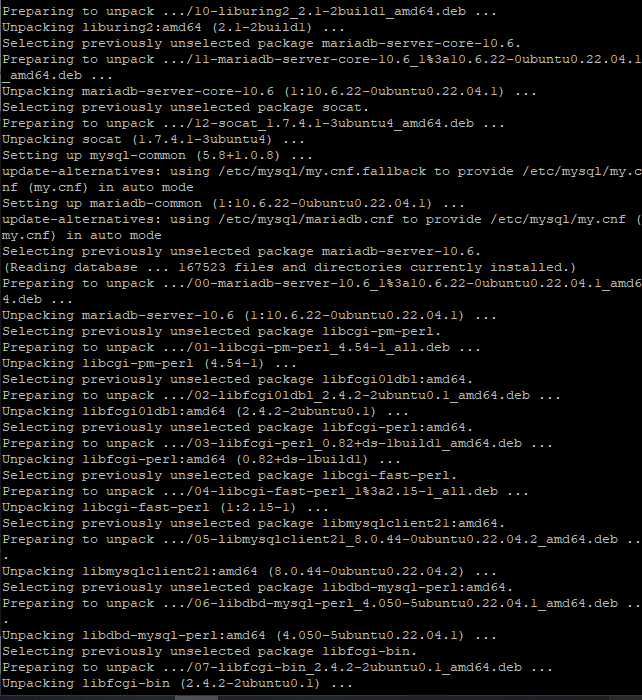 Preparing to unpack .../10-liburing2_2.1-2build1_amd64.deb ...
Unpacking liburing2:amd64 (2.1-2build1) ...
Selecting previously unselected package mariadb-server-core-10.6.
Preparing to unpack .../11-mariadb-server-core-10.6_1%3a10.6.22-0ubuntu0.22.04.1
_amd64.deb ...
Unpacking mariadb-server-core-10.6 (1:10.6.22-0ubuntu0.22.04.1) ...
Selecting previously unselected package socat.
Preparing to unpack .../12-socat_1.7.4.1-3ubuntu4_amd64.deb ...
Unpacking socat (1.7.4.1-3ubuntu4) ...
Setting up mysql-common (5.8+1.0.8) ...
update-alternatives: using /etc/mysql/my.cnf.fallback to provide /etc/mysql/my.c
nf (my.cnf) in auto mode
Setting up mariadb-common (1:10.6.22-0ubuntu0.22.04.1) ...
update-alternatives: using /etc/mysql/mariadb.cnf to provide /etc/mysql/my.cnf (
my.cnf) in auto mode
Selecting previously unselected package mariadb-server-10.6.
(Reading database ... 167523 files and directories currently installed.)
Preparing to unpack .../00-mariadb-server-10.6_1%3a10.6.22-0ubuntu0.22.04.1_amd6
4.deb ...
Unpacking mariadb-server-10.6 (1:10.6.22-0ubuntu0.22.04.1) ...
Selecting previously unselected package libcgi-pm-perl.
Preparing to unpack .../01-libcgi-pm-perl_4.54-1_all.deb ...
Unpacking libcgi-pm-perl (4.54-1) ...
Selecting previously unselected package libfcgi0ldbl:amd64.
Preparing to unpack .../02-libfcgi0ldbl_2.4.2-2ubuntu0.1_amd64.deb ...
Unpacking libfcgi0ldbl:amd64 (2.4.2-2ubuntu0.1) ...
Selecting previously unselected package libfcgi-perl:amd64.
Preparing to unpack .../03-libfcgi-perl_0.82+ds-1build1_amd64.deb ...
Unpacking libfcgi-perl:amd64 (0.82+ds-1build1) ...
Selecting previously unselected package libcgi-fast-perl.
Preparing to unpack .../04-libcgi-fast-perl_1%3a2.15-1_all.deb ...
Unpacking libcgi-fast-perl (1:2.15-1) ...
Selecting previously unselected package libmysqlclient21:amd64.
Preparing to unpack .../05-libmysqlclient21_8.0.44-0ubuntu0.22.04.2_amd64.deb ..
.
Unpacking libmysqlclient21:amd64 (8.0.44-0ubuntu0.22.04.2) ...
Selecting previously unselected package libdbd-mysql-perl:amd64.
Preparing to unpack .../06-libdbd-mysql-perl_4.050-5ubuntu0.22.04.1_amd64.deb ..
.
Unpacking libdbd-mysql-perl:amd64 (4.050-5ubuntu0.22.04.1) ...
Selecting previously unselected package libfcgi-bin.
Preparing to unpack .../07-libfcgi-bin_2.4.2-2ubuntu0.1_amd64.deb ...
Unpacking libfcgi-bin (2.4.2-2ubuntu0.1) ...